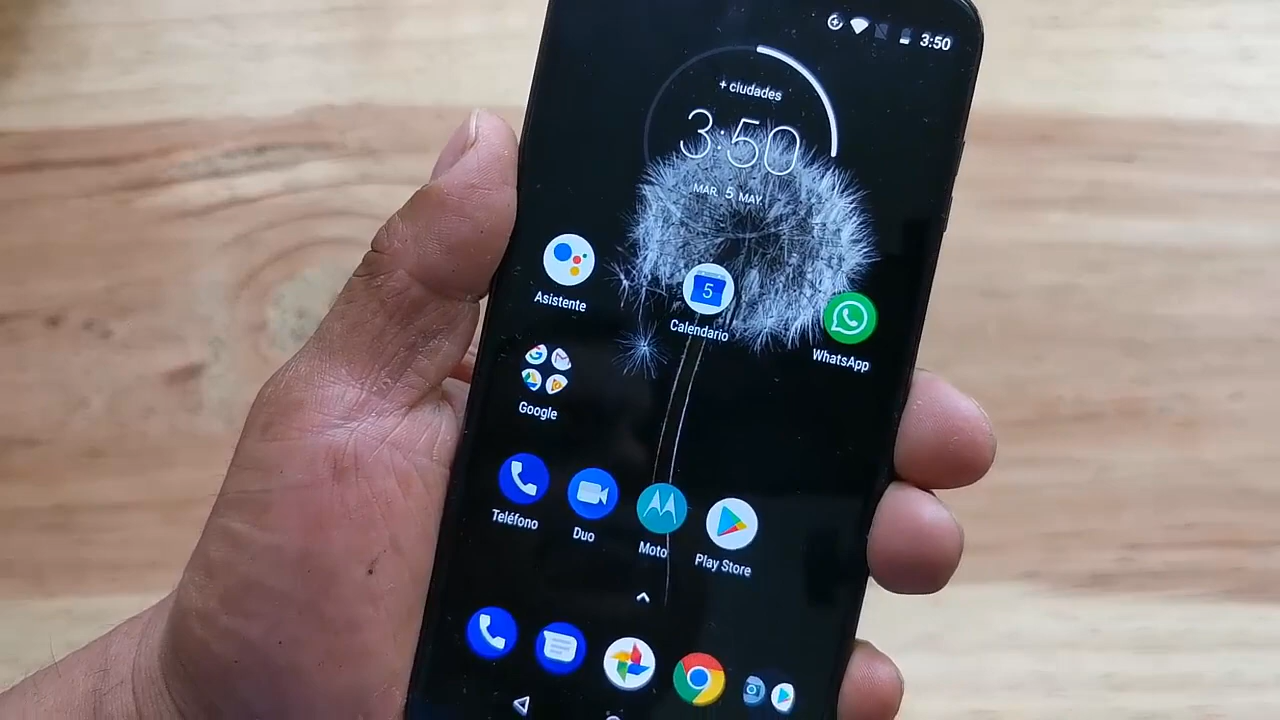 3:50
+ ciudades
3:50
MAR. 5 MAY.
5
Asistente
Calendario
WhatsApp
Google
Teléfono
Duo
Moto
Play Store